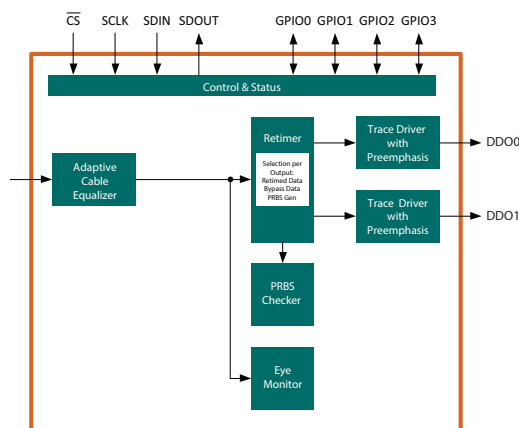 CS SCLK SDIN SDOUT GPIO0 GPIO1 GPIO2 GPIO3
Control & Status
Adaptive
Cable
Equalizer
Retimer
Selection per
Output:
Retimed Data
Bypass Data
PRBS Gen
Trace Driver
with
Preemphasis
DDO0
Trace Driver
with
Preemphasis
DDO1
PRBS
Checker
Eye
Monitor